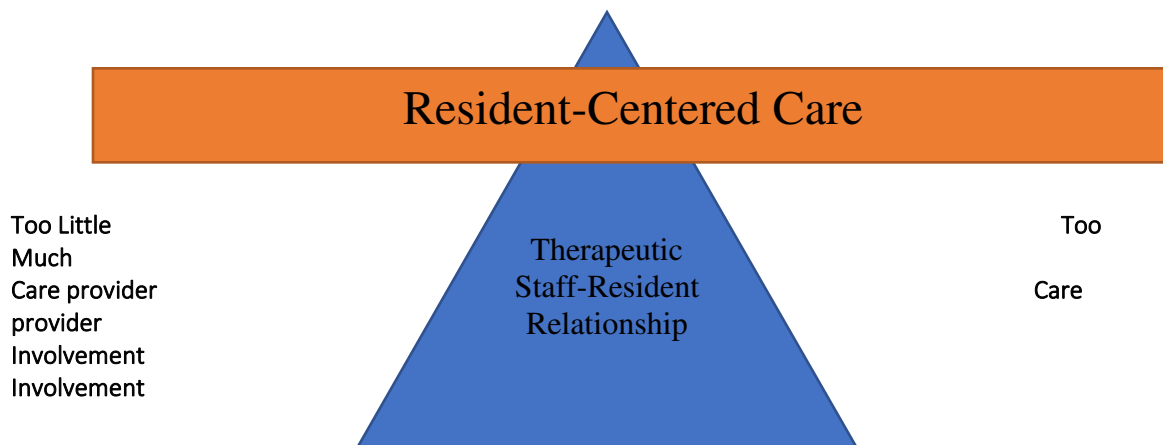 Resident-Centered Care
Too Little Too
Much
Care provider Care
provider
Involvement
Involvement
Therapeutic
Staff-Resident
Relationship